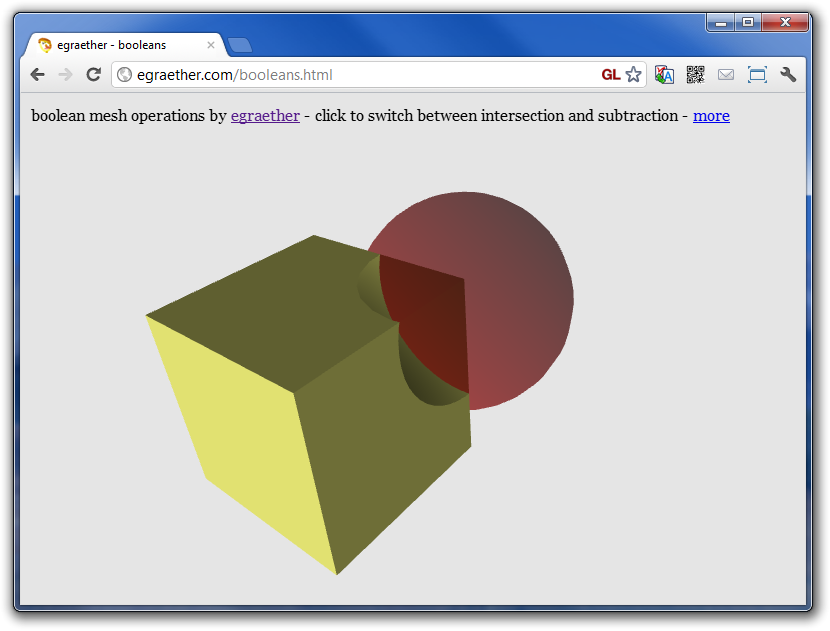 egraether - booleans
egraether.com/booleans.html GL
boolean mesh operations by egraether - click to switch between intersection and subtraction - more